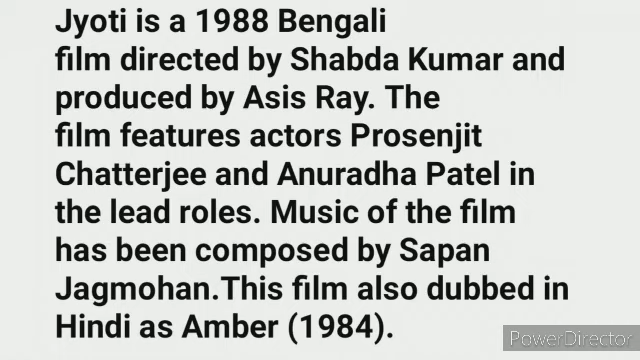 Jyoti is a 1988 Bengali
film directed by Shabda Kumar and
produced by Asis Ray. The
film features actors Prosenjit
Chatterjee and Anuradha Patel in
the lead roles. Music of the film
has been composed by Sapan
Jagmohan.This film also dubbed in
Hindi as Amber (1984).
PowerDirector